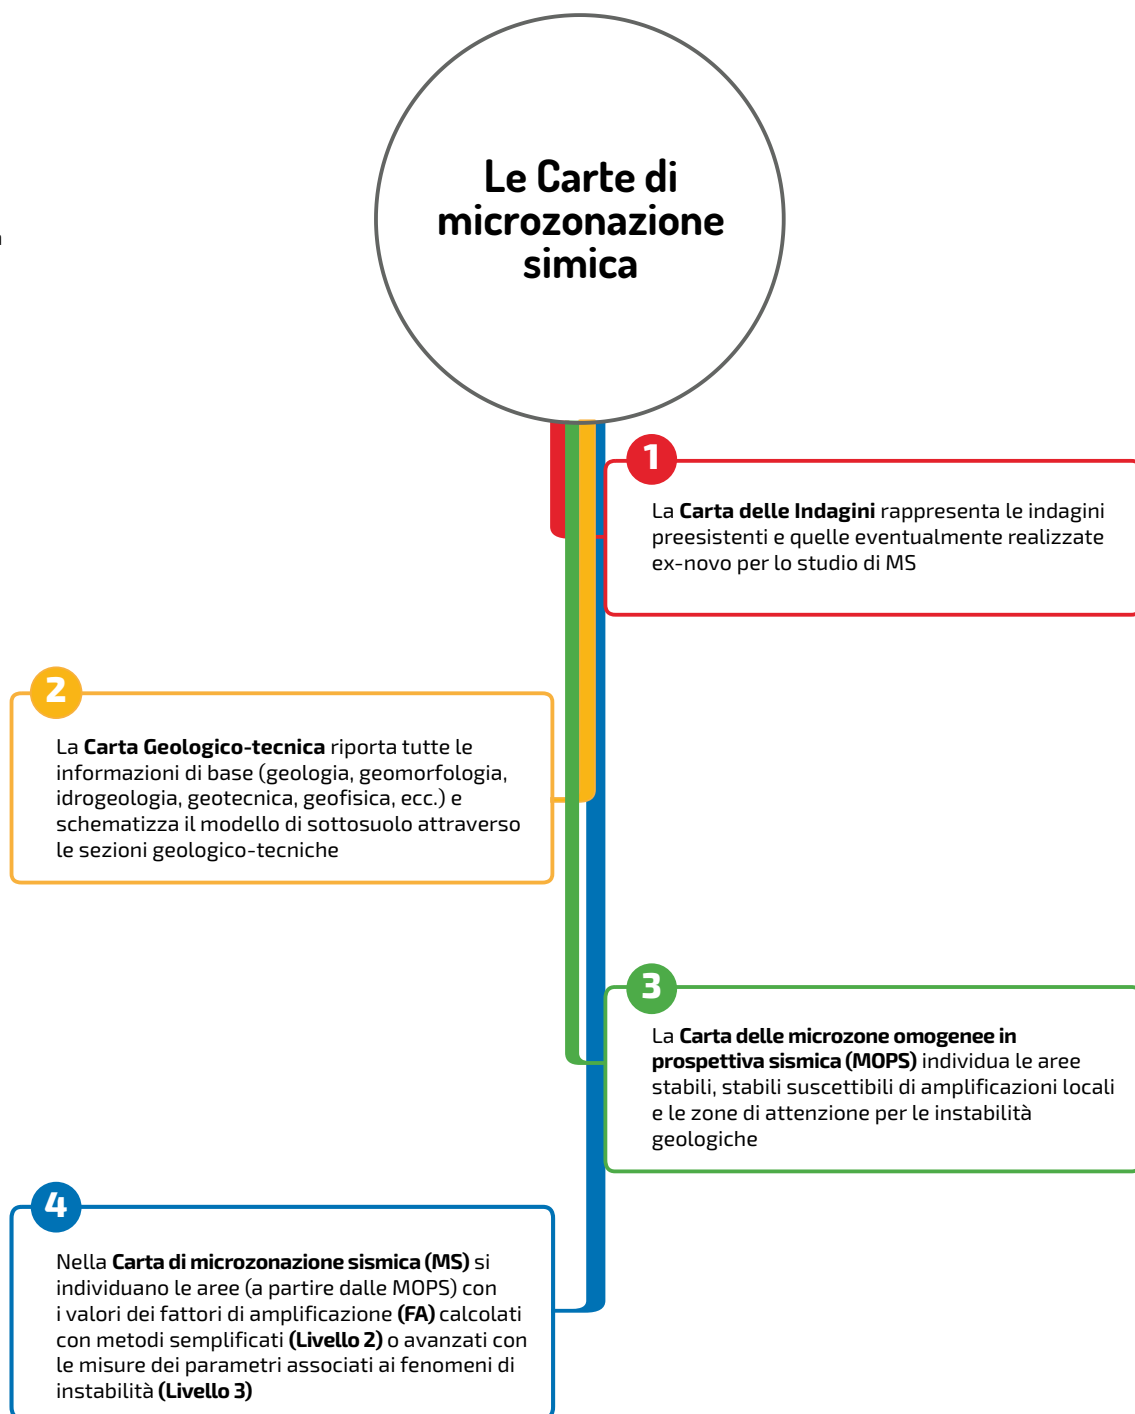 Le Carte di
microzonazione
simica
1
La Carta delle Indagini rappresenta le indagini
preesistenti e quelle eventualmente realizzate
ex-novo per lo studio di MS
2
La Carta Geologico-tecnica riporta tutte le
informazioni di base (geologia, geomorfologia,
idrogeologia, geotecnica, geofisica, ecc.) e
schematizza il modello di sottosuolo attraverso
le sezioni geologico-tecniche
3
La Carta delle microzone omogenee in
prospettiva sismica (MOPS) individua le aree
stabili, stabili suscettibili di amplificazioni locali
e le zone di attenzione per le instabilità
geologiche
4
Nella Carta di microzonazione sismica (MS) si
individuano le aree (a partire dalle MOPS) con
i valori dei fattori di amplificazione (FA) calcolati
con metodi semplificati (Livello 2) o avanzati con
le misure dei parametri associati ai fenomeni di
instabilità (Livello 3)